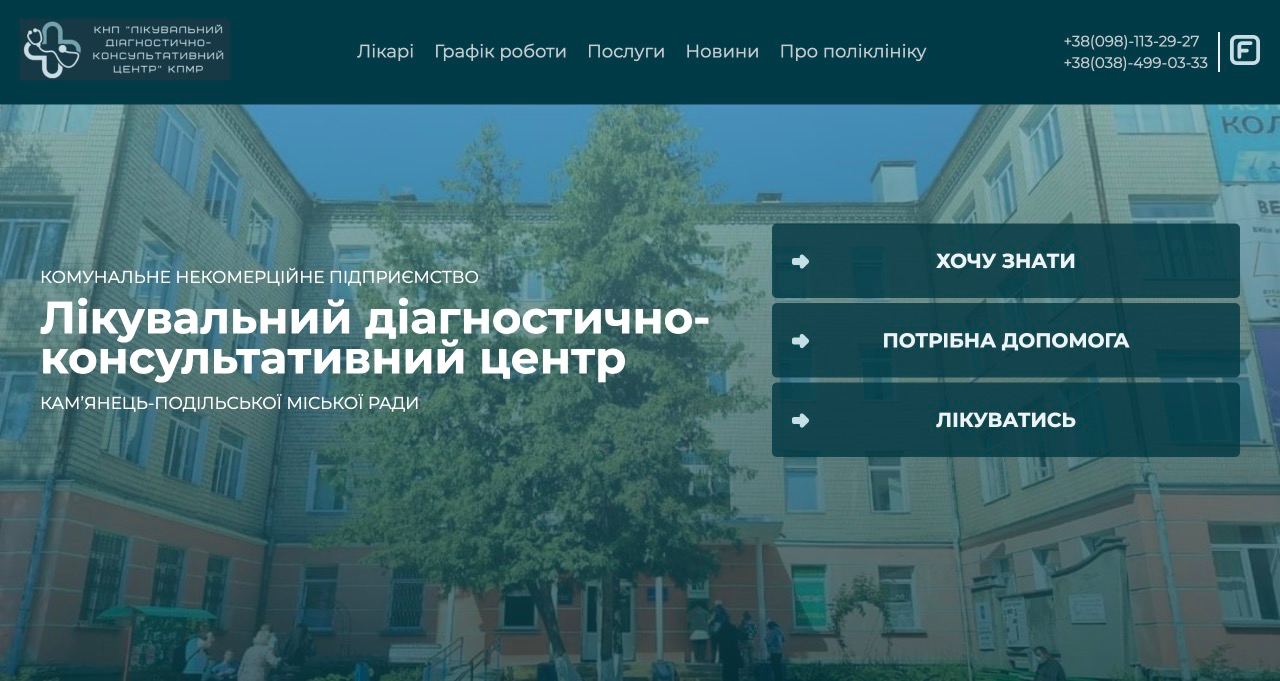 КНП "ЛІКУВАЛЬНИЙ
ДІАГНОСТИЧНО-
КОНСУЛЬТАТИВНИЙ
ЦЕНТР" КПМР
Лікарі
Графік роботи
Послуги
Новини
Про поліклініку
+38(098)-113-29-27
+38(038)-499-03-33
F
КОЛ
КОМУНАЛЬНЕ НЕКОМЕРЦІЙНЕ ПІДПРИЄМСТВО
Лікувальний діагностично-
консультативний центр
КАМ’ЯНЕЦЬ-ПОДІЛЬСЬКОЇ МІСЬКОЇ РАДИ
ХОЧУ ЗНАТИ
ПОТРІБНА ДОПОМОГА
ЛІКУВАТИСЬ